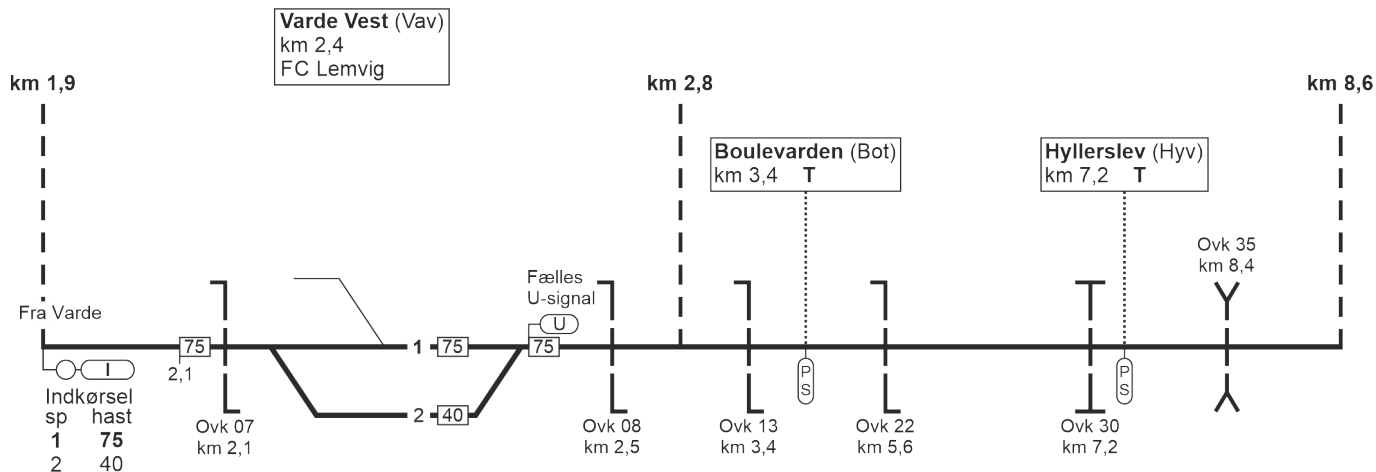 Varde Vest (Vav)
km 2,4
FC Lemvig
km 1,9
km 2,8
km 8,6
Boulevarden (Bot)
km 3,4 T
Hyllerslev (Hyv)
km 7,2 T
Ovk 35
km 8,4
Fælles
U-signal
U
Fra Varde
75
1
75
75
2,1
I
Indkørsel
sp hast
1 75
2 40
2
40
P
S
P
S
Ovk 07
km 2,1
Ovk 08
km 2,5
Ovk 13
km 3,4
Ovk 22
km 5,6
Ovk 30
km 7,2